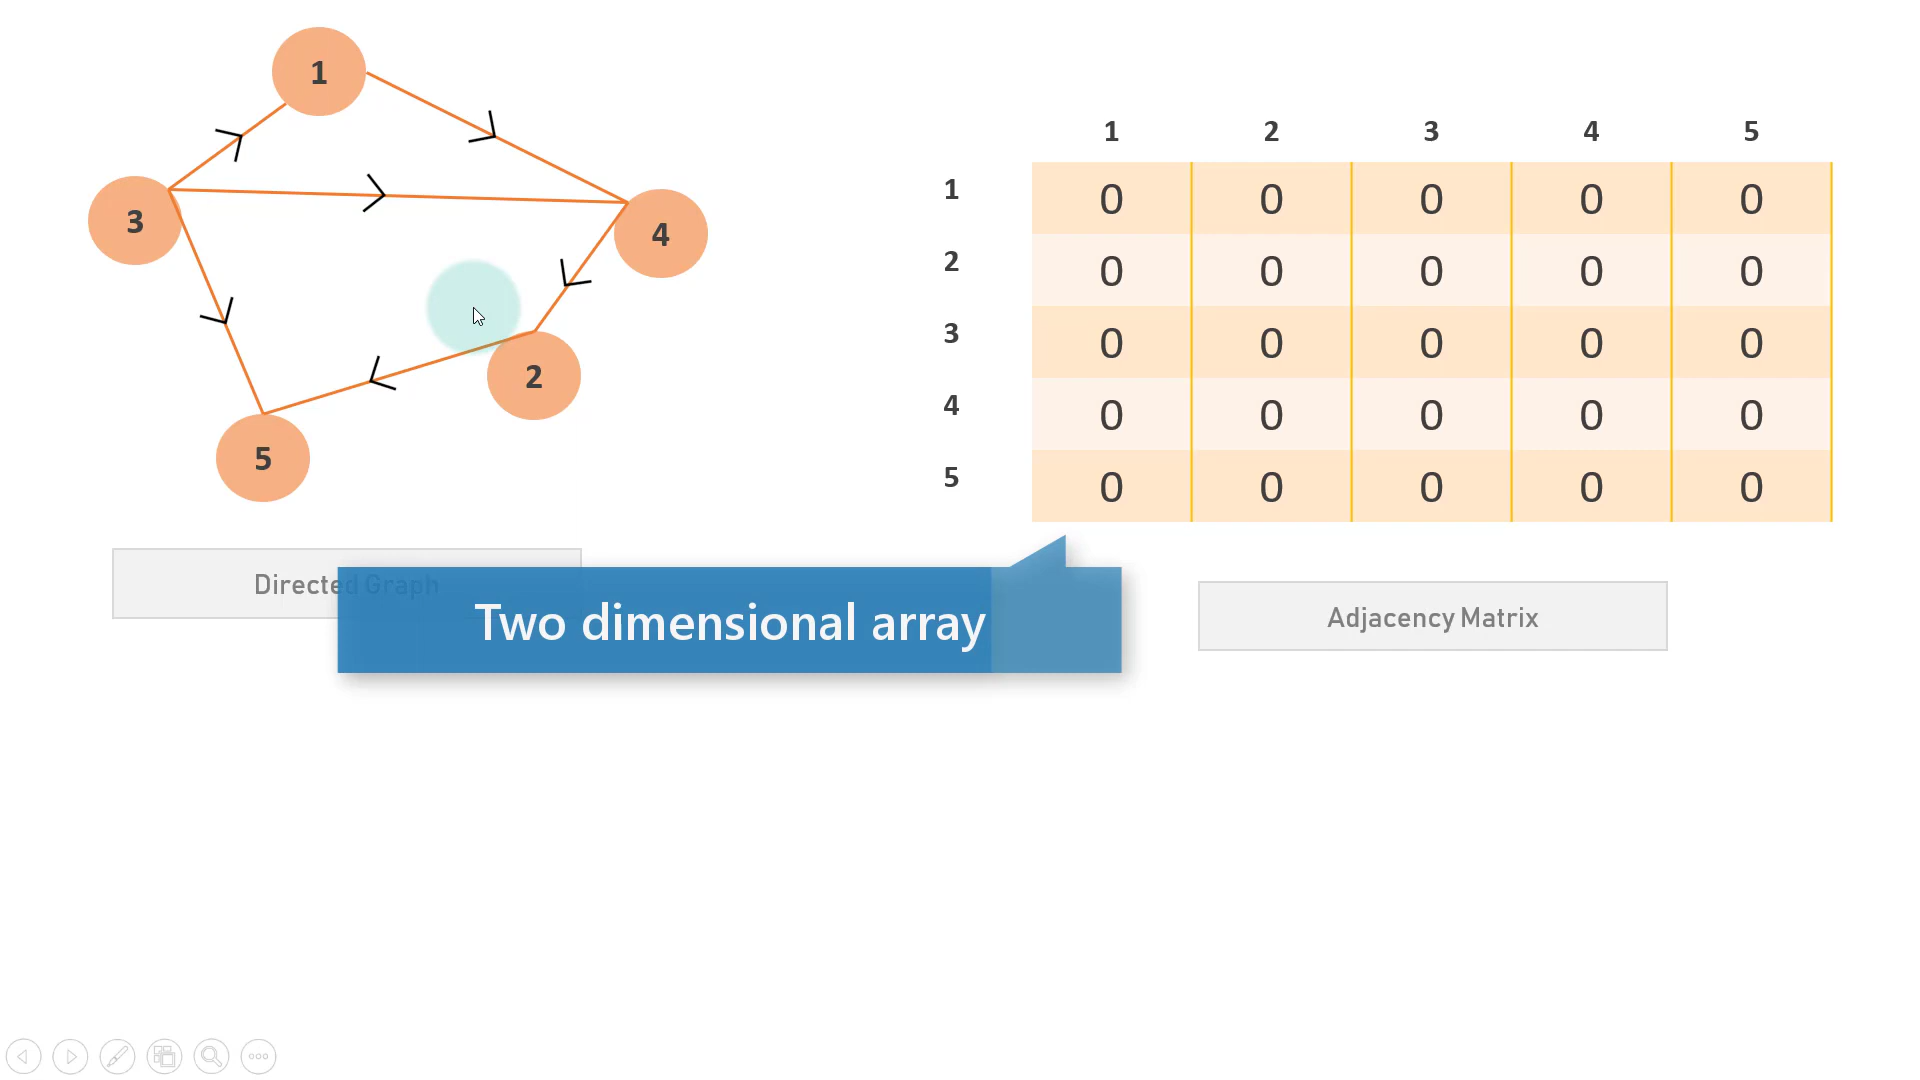 1
3
4
2
5
1 2 3 4 5
1 0 0 0 0 0
2 0 0 0 0 0
3 0 0 0 0 0
4 0 0 0 0 0
5 0 0 0 0 0
Directed Graph
Two dimensional array
Adjacency Matrix